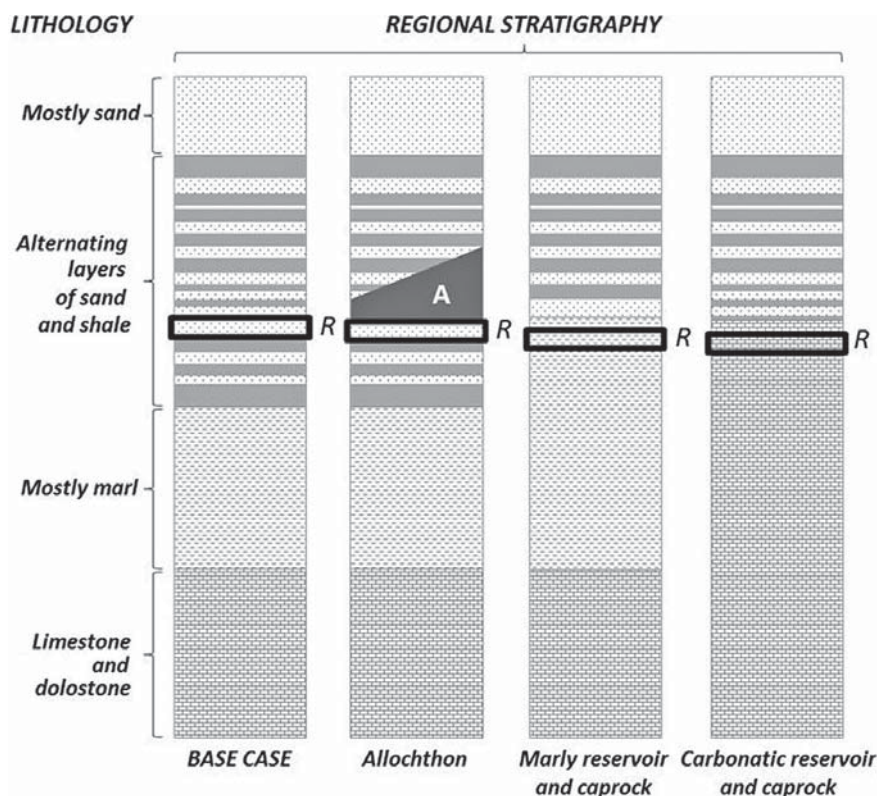 LITHOLOGY
REGIONAL STRATIGRAPHY
Mostly sand
Alternating
layers
of sand
and shale
Mostly marl
Limestone
and
dolostone
A
R
R
R
R
BASE CASE
Allochthon
Marly reservoir
and caprock
Carbonatic reservoir
and caprock